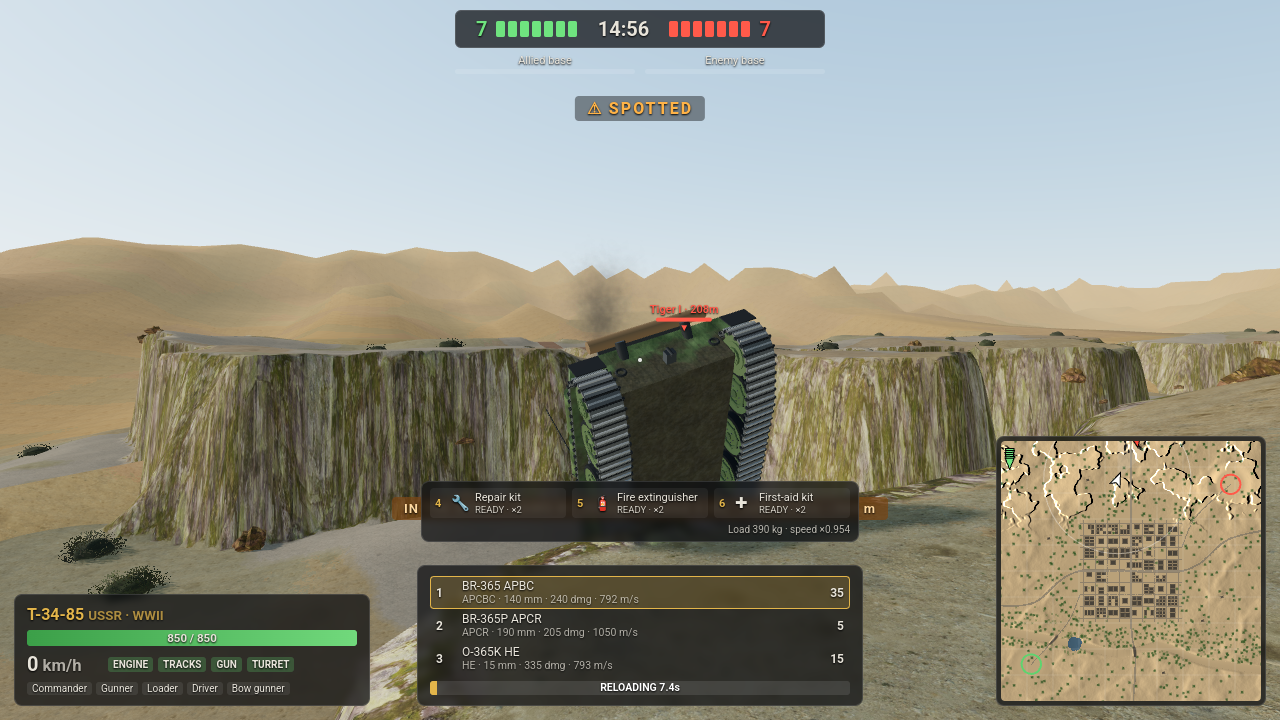 7 14:56 7
Allied base Enemy base
⚠ SPOTTED
Tiger I · 208m
4 Repair kit
READY · ×2
5 Fire extinguisher
READY · ×2
6 First-aid kit
READY · ×2
IN
m
Load 390 kg · speed ×0.954
1 BR-365 APBC 35
APCBC · 140 mm · 240 dmg · 792 m/s
2 BR-365P APCR 5
APCR · 190 mm · 205 dmg · 1050 m/s
3 O-365K HE 15
HE · 15 mm · 335 dmg · 793 m/s
RELOADING 7.4s
T-34-85 USSR · WWII
850 / 850
0 km/h ENGINE TRACKS GUN TURRET
Commander Gunner Loader Driver Bow gunner